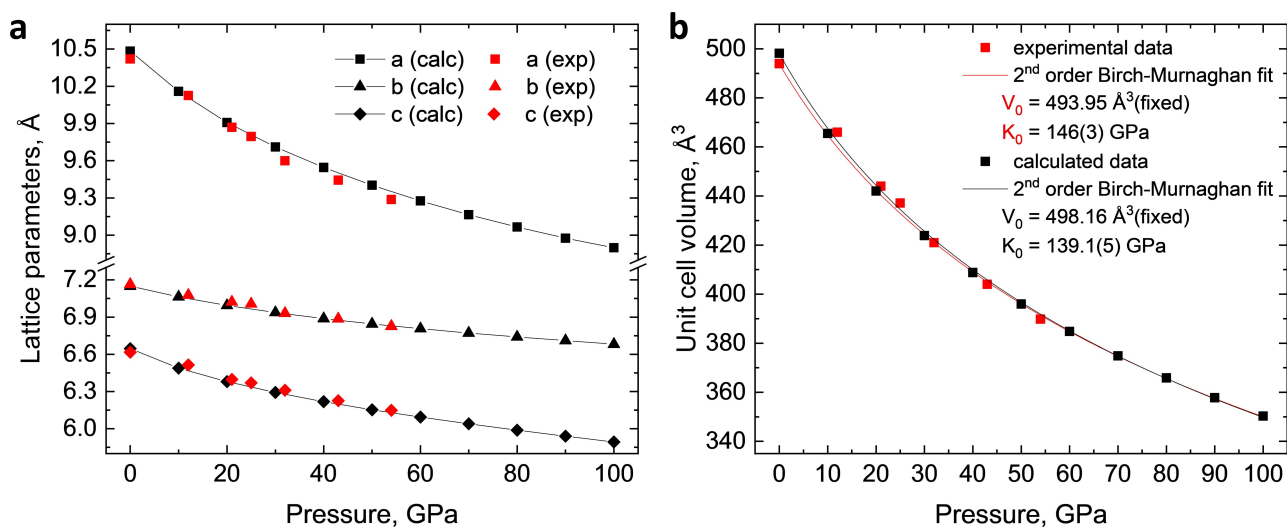 a
10.5
10.2
9.9
9.6
9.3
9.0
7.2
6.9
6.6
6.3
6.0
Lattice parameters, Å
a (calc) a (exp)
b (calc) b (exp)
c (calc) c (exp)
0 20 40 60 80 100
Pressure, GPa
b
500
480
460
440
420
400
380
360
340
Unit cell volume, Å³
experimental data
2nd order Birch-Murnaghan fit
V₀ = 493.95 Å³(fixed)
K₀ = 146(3) GPa
calculated data
2nd order Birch-Murnaghan fit
V₀ = 498.16 Å³(fixed)
K₀ = 139.1(5) GPa
0 10 20 30 40 50 60 70 80 90 100
Pressure, GPa